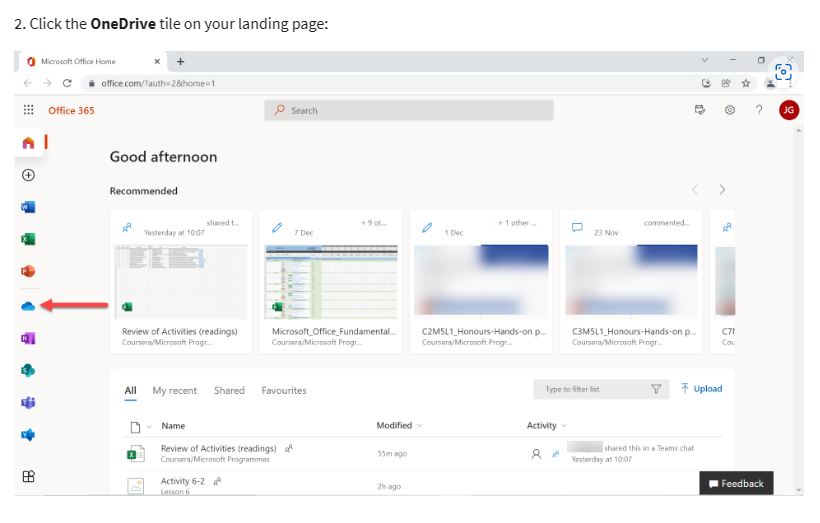 2. Click the OneDrive tile on your landing page:
Microsoft Office Home
office.com/?auth=2&home=1
Office 365
Search
JG
Good afternoon
Recommended
shared t...
Yesterday at 10:07
Review of Activities (readings)
Coursera/Microsoft Progr...
+ 9 ot...
7 Dec
Microsoft_Office_Fundamental...
Coursera/Microsoft Progr...
+ 1 other ...
1 Dec
C2M5L1_Honours-Hands-on p...
Coursera/Microsoft Progr...
commented...
23 Nov
C3M5L1_Honours-Hands-on p...
Coursera/Microsoft Progr...
All My recent Shared Favourites
Type to filter list
Upload
Name Modified Activity
Review of Activities (readings)
Coursera/Microsoft Programmes
55m ago
shared this in a Teams chat
Yesterday at 10:07
Activity 6-2
Lesson 6
2h ago
Feedback